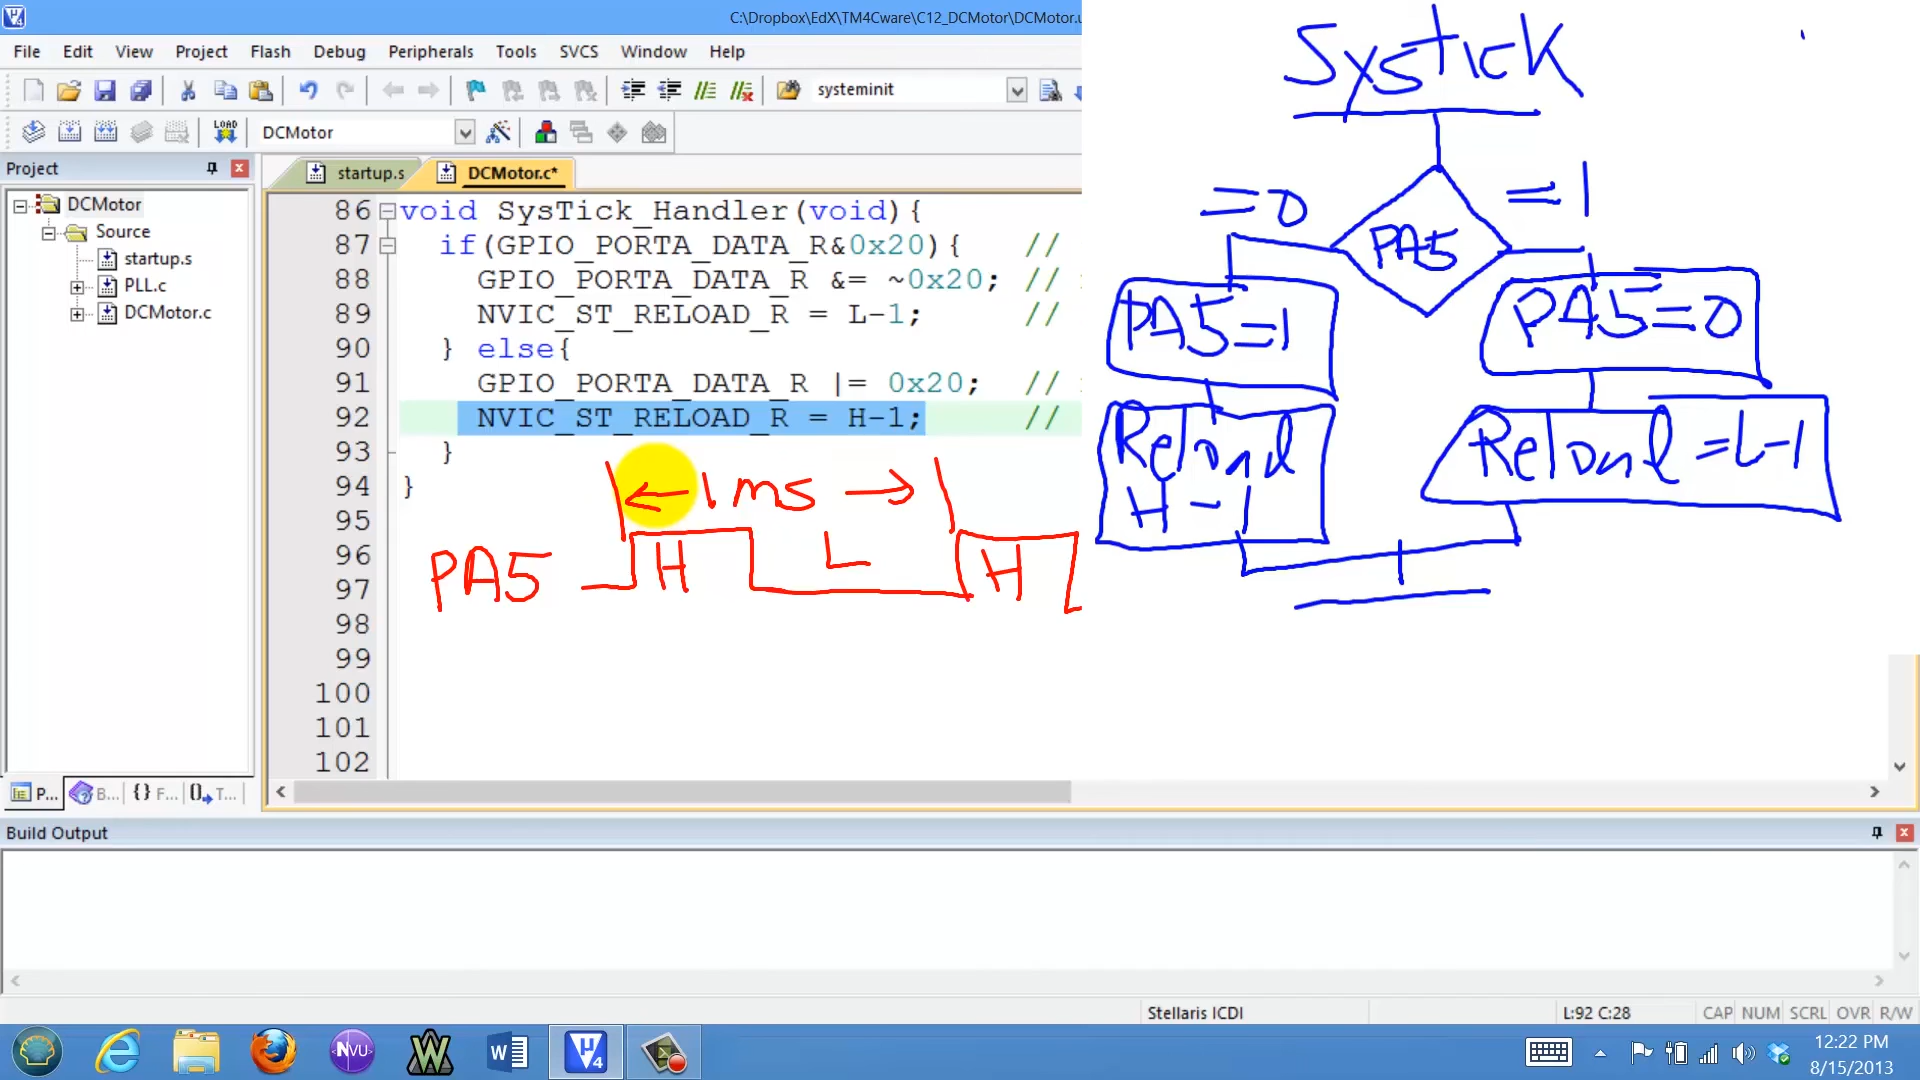 C:\Dropbox\EdX\TM4Cware\C12_DCMotor\DCMotor.u
File Edit View Project Flash Debug Peripherals Tools SVCS Window Help
systeminit
LOAD
DCMotor
Project
DCMotor
Source
startup.s
PLL.c
DCMotor.c
P... B... {} F... T...
startup.s DCMotor.c*
86 void SysTick_Handler(void){
87 if(GPIO_PORTA_DATA_R&0x20){ //
88 GPIO_PORTA_DATA_R &= ~0x20; //
89 NVIC_ST_RELOAD_R = L-1; //
90 } else{
91 GPIO_PORTA_DATA_R |= 0x20; //
92 NVIC_ST_RELOAD_R = H-1; //
93 }
94 }
95
96
97
98
99
100
101
102
1ms
PA5 H L H
SysTick
=0 PA5 =1
PA5=1 PA5=0
Reload H-1
Reload =L-1
Build Output
Stellaris ICDI L:92 C:28 CAP NUM SCRL OVR R/W
12:22 PM
8/15/2013